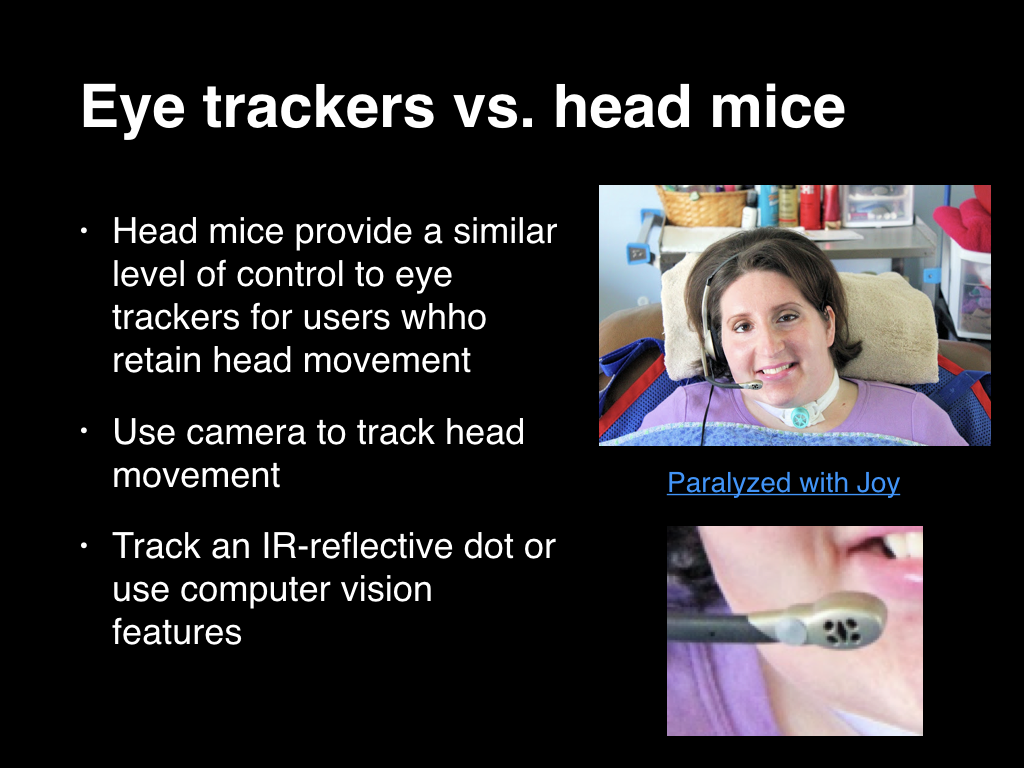 Eye trackers vs. head mice
• Head mice provide a similar
level of control to eye
trackers for users whho
retain head movement
• Use camera to track head
movement
• Track an IR-reflective dot or
use computer vision
features
Paralyzed with Joy